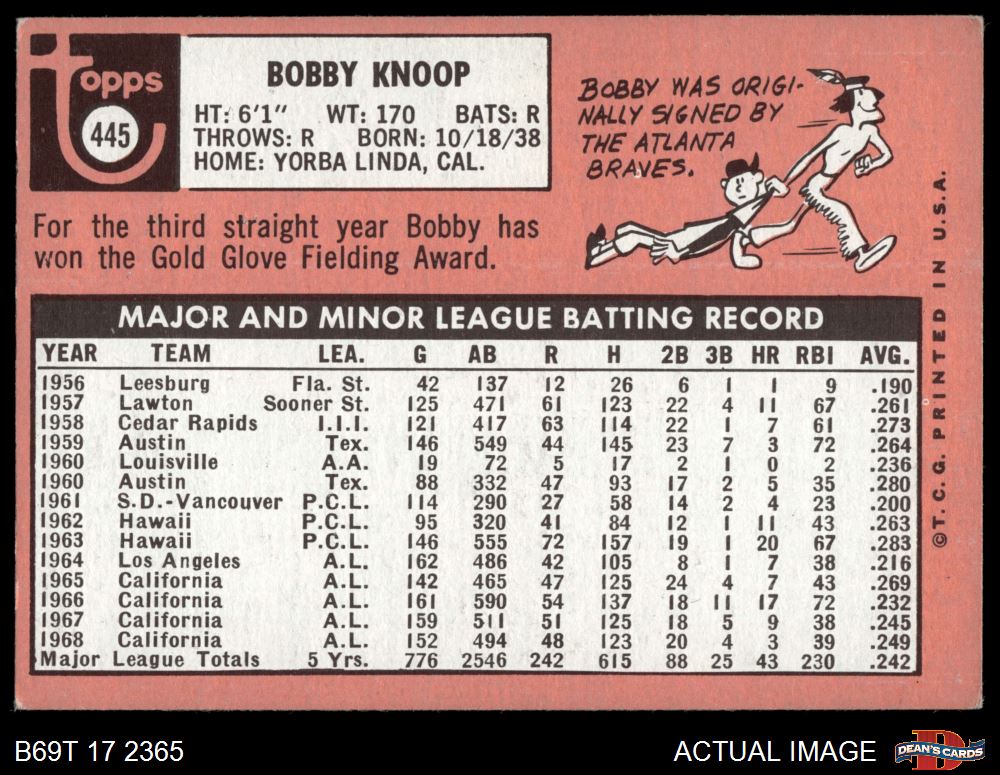 Topps
445
BOBBY KNOOP
HT: 6'1" WT: 170 BATS: R
THROWS: R BORN: 10/18/38
HOME: YORBA LINDA, CAL.
BOBBY WAS ORIGI-
NALLY SIGNED BY
THE ATLANTA
BRAVES.
For the third straight year Bobby has
won the Gold Glove Fielding Award.
MAJOR AND MINOR LEAGUE BATTING RECORD
YEAR TEAM LEA. G AB R H 2B 3B HR RBI AVG.
1956 Leesburg Fla. St. 42 137 12 26 6 1 1 9 .190
1957 Lawton Sooner St. 125 471 61 123 22 4 11 67 .261
1958 Cedar Rapids I.I.I. 121 417 63 114 22 1 7 61 .273
1959 Austin Tex. 146 549 44 145 23 7 3 72 .264
1960 Louisville A.A. 19 72 5 17 2 1 0 2 .236
1960 Austin Tex. 88 332 47 93 17 2 5 35 .280
1961 S.D.-Vancouver P.C.L. 114 290 27 58 14 2 4 23 .200
1962 Hawaii P.C.L. 95 320 41 84 12 1 11 43 .263
1963 Hawaii P.C.L. 146 555 72 157 19 1 20 67 .283
1964 Los Angeles A.L. 162 486 42 105 8 1 7 38 .216
1965 California A.L. 142 465 47 125 24 4 7 43 .269
1966 California A.L. 161 590 54 137 18 11 17 72 .232
1967 California A.L. 159 511 51 125 18 5 9 38 .245
1968 California A.L. 152 494 48 123 20 4 3 39 .249
Major League Totals 5 Yrs. 776 2546 242 615 88 25 43 230 .242
©T.C.G. PRINTED IN U.S.A.
B69T 17 2365
ACTUAL IMAGE
DEAN'S CARDS